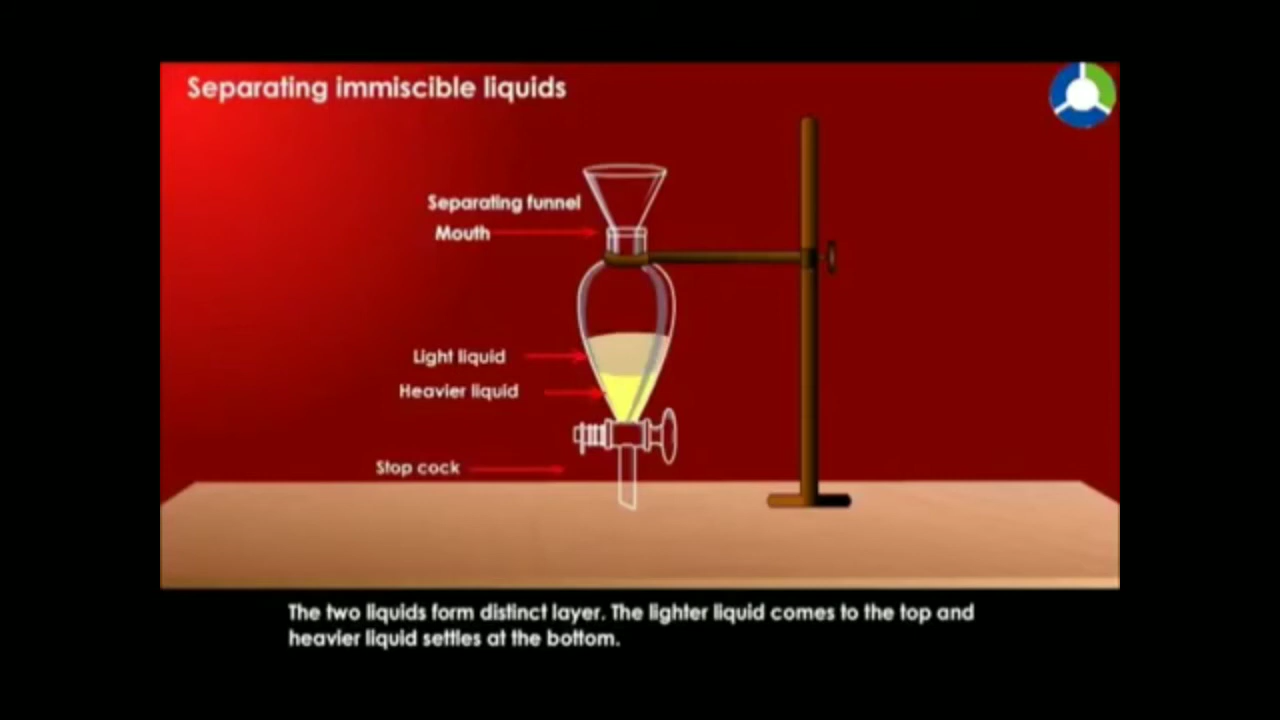 Separating immiscible liquids
Separating funnel
Mouth
Light liquid
Heavier liquid
Stop cock
The two liquids form distinct layer. The lighter liquid comes to the top and
heavier liquid settles at the bottom.